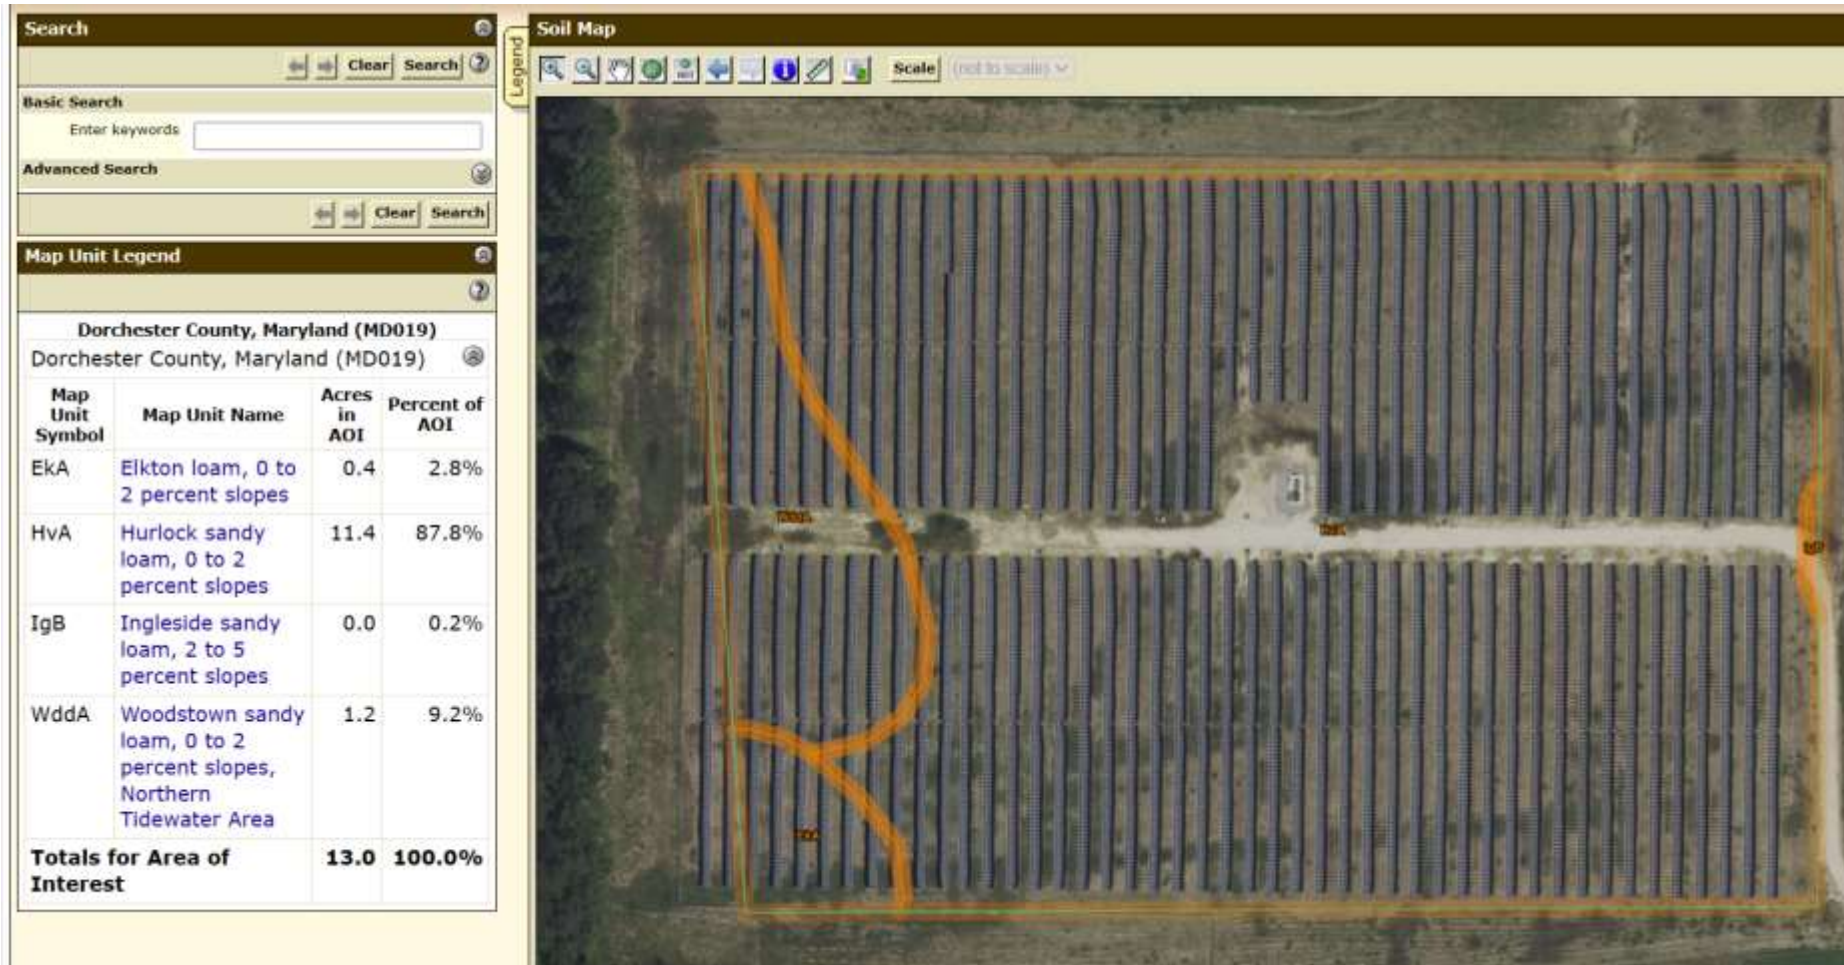 Search
Clear Search
Basic Search
Enter keywords
Advanced Search
Clear Search
Map Unit Legend
Dorchester County, Maryland (MD019)
Dorchester County, Maryland (MD019)
Map Unit Symbol Map Unit Name Acres in AOI Percent of AOI
EkA Elkton loam, 0 to 0.4 2.8%
2 percent slopes
HvA Hurlock sandy 11.4 87.8%
loam, 0 to 2
percent slopes
IgB Ingleside sandy 0.0 0.2%
loam, 2 to 5
percent slopes
WddA Woodstown sandy 1.2 9.2%
loam, 0 to 2
percent slopes,
Northern
Tidewater Area
Totals for Area of 13.0 100.0%
Interest
Legend
Soil Map
Scale (not to scale)